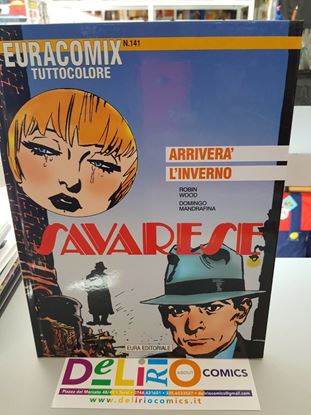 EURACOMIX
N.141
TUTTOCOLORE
ARRIVERA'
L'INVERNO
ROBIN
WOOD
DOMINGO
MANDRAFINA
SAVARESE
EURA EDITORIALE
DeLiRiO ABOUT COMICS
www.deliriocomics.it